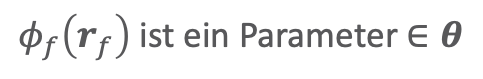 ϕ_f(r_f) ist ein Parameter ∈ θ